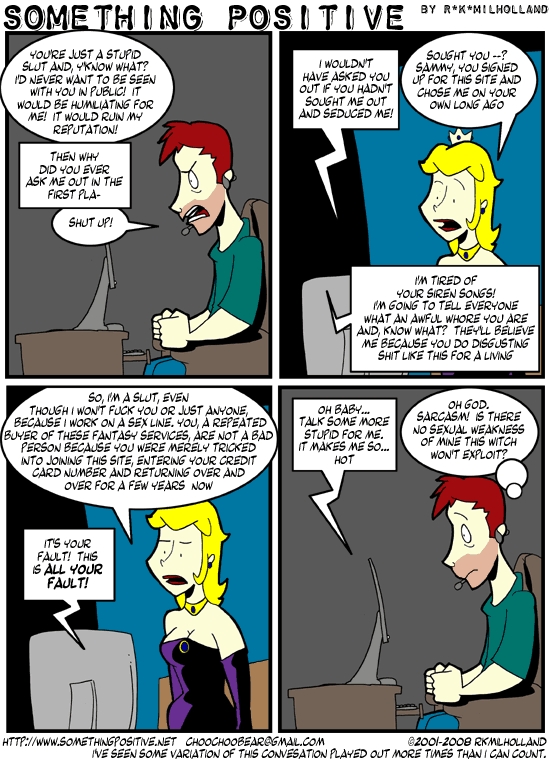 SOMETHING POSITIVE BY R*K*MILHOLLAND
YOU'RE JUST A STUPID
SLUT AND, Y'KNOW WHAT?
I'D NEVER WANT TO BE SEEN
WITH YOU IN PUBLIC! IT
WOULD BE HUMILIATING FOR
ME! IT WOULD RUIN MY
REPUTATION!
THEN WHY
DID YOU EVER
ASK ME OUT IN THE
FIRST PLA-
SHUT UP!
I WOULDN'T
HAVE ASKED YOU
OUT IF YOU HADN'T
SOUGHT ME OUT
AND SEDUCED ME!
SOUGHT YOU --?
SAMMY, YOU SIGNED
UP FOR THIS SITE AND
CHOSE ME ON YOUR
OWN LONG AGO
I'M TIRED OF
YOUR SIREN SONGS!
I'M GOING TO TELL EVERYONE
WHAT AN AWFUL WHORE YOU ARE
AND, KNOW WHAT? THEY'LL BELIEVE
ME BECAUSE YOU DO DISGUSTING
SHIT LIKE THIS FOR A LIVING
SO, I'M A SLUT, EVEN
THOUGH I WON'T FUCK YOU OR JUST ANYONE,
BECAUSE I WORK ON A SEX LINE. YOU, A REPEATED
BUYER OF THESE FANTASY SERVICES, ARE NOT A BAD
PERSON BECAUSE YOU WERE MERELY TRICKED
INTO JOINING THIS SITE, ENTERING YOUR CREDIT
CARD NUMBER AND RETURNING OVER AND
OVER FOR A FEW YEARS NOW
IT'S YOUR
FAULT! THIS
IS ALL YOUR
FAULT!
OH BABY...
TALK SOME MORE
STUPID FOR ME.
IT MAKES ME SO...
HOT
OH GOD.
SARCASM! IS THERE
NO SEXUAL WEAKNESS
OF MINE THIS WITCH
WON'T EXPLOIT?
HTTP://WWW.SOMETHINGPOSITIVE.NET CHOOCHOOBEAR@GMAIL.COM ©2001-2008 RKMILHOLLAND
I'VE SEEN SOME VARIATION OF THIS CONVESATION PLAYED OUT MORE TIMES THAN I CAN COUNT.